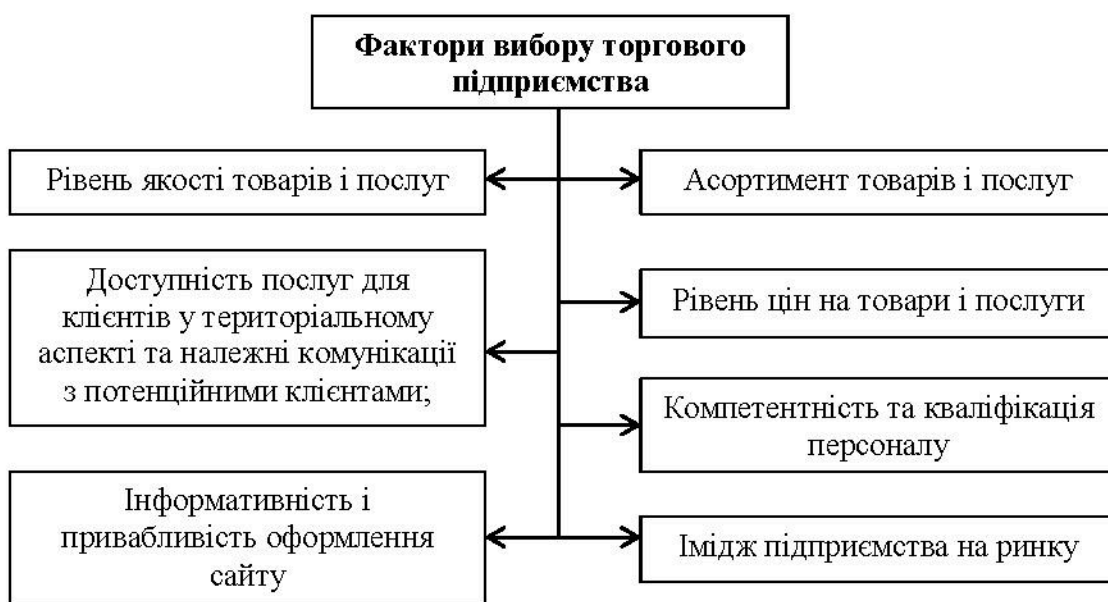 Фактори вибору торгового
підприємства
Рівень якості товарів і послуг
Асортимент товарів і послуг
Доступність послуг для
клієнтів у територіальному
аспекті та належні комунікації
з потенційними клієнтами;
Рівень цін на товари і послуги
Компетентність та кваліфікація
персоналу
Інформативність і
привабливість оформлення
сайту
Імідж підприємства на ринку